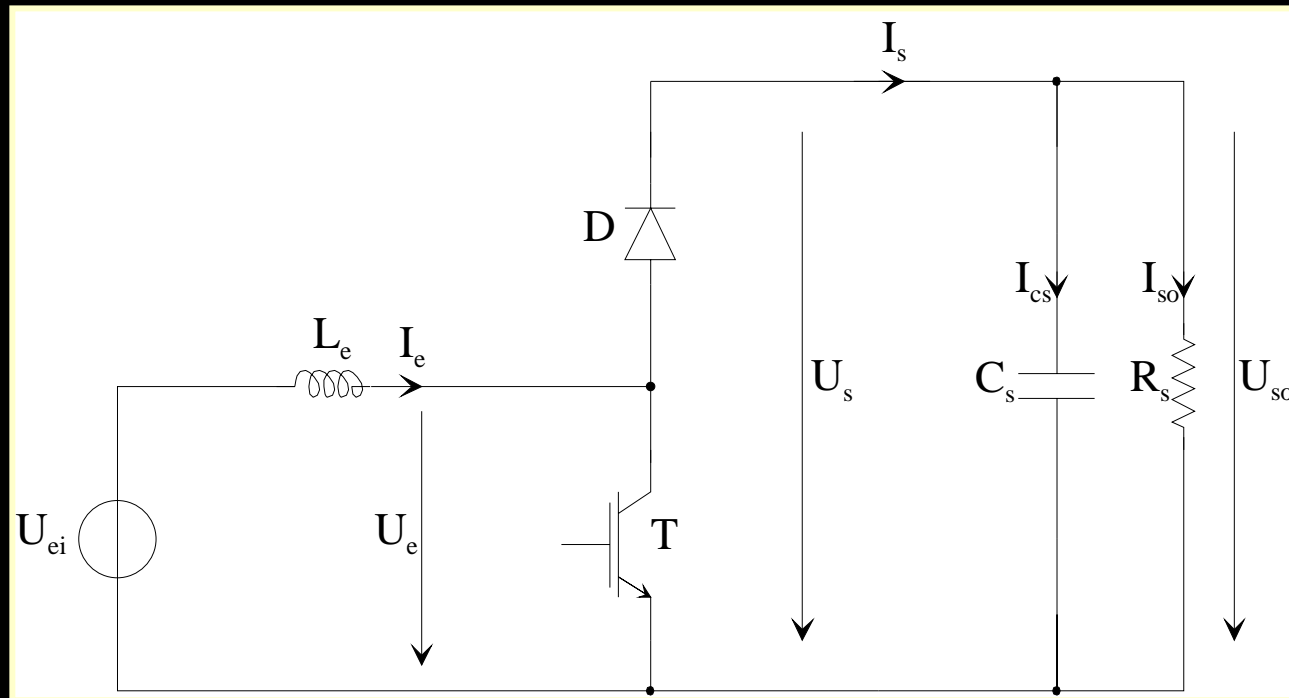 I_s
D
I_cs I_so
L_e I_e
U_s C_s R_s U_so
U_ei U_e T